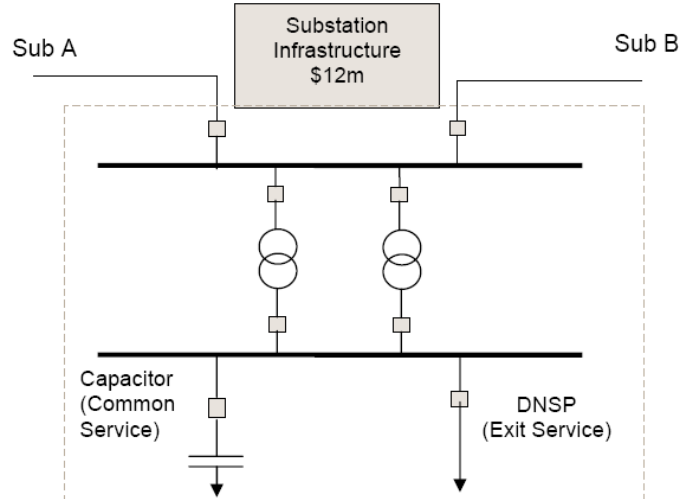 Sub A
Substation
Infrastructure
$12m
Sub B
Capacitor
(Common
Service)
DNSP
(Exit Service)